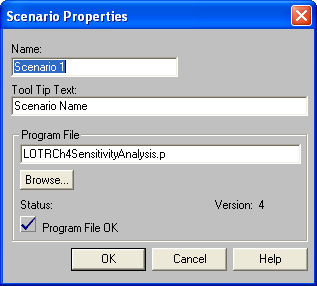 Scenario Properties
Name:
Scenario 1
Tool Tip Text:
Scenario Name
Program File
LOTRCh4SensitivityAnalysis.p
Browse...
Status: Version: 4
Program File OK
OK Cancel Help